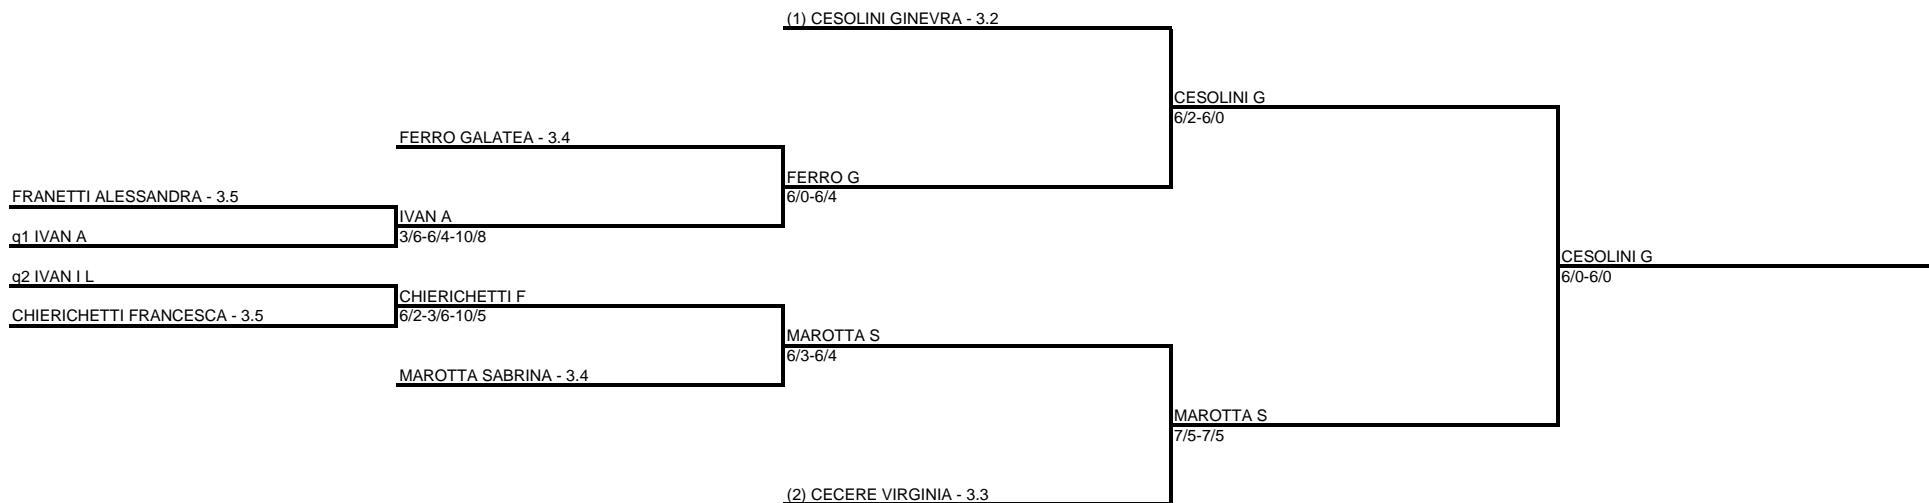 (1) CESOLINI GINEVRA - 3.2
CESOLINI G
6/2-6/0
FERRO GALATEA - 3.4
FERRO G
6/0-6/4
FRANETTI ALESSANDRA - 3.5
IVAN A
3/6-6/4-10/8
q1 IVAN A
CESOLINI G
6/0-6/0
q2 IVAN I L
CHIERICHETTI F
6/2-3/6-10/5
CHIERICHETTI FRANCESCA - 3.5
MAROTTA S
6/3-6/4
MAROTTA SABRINA - 3.4
MAROTTA S
7/5-7/5
(2) CECERE VIRGINIA - 3.3